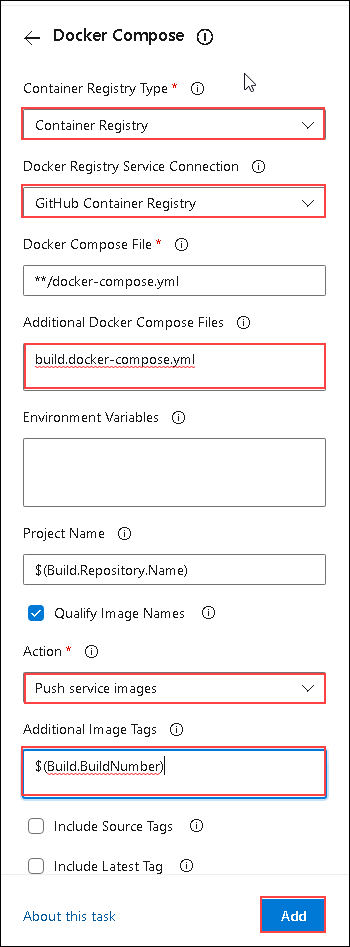 Docker Compose
Container Registry Type *
Container Registry
Docker Registry Service Connection
GitHub Container Registry
Docker Compose File *
**/docker-compose.yml
Additional Docker Compose Files
build.docker-compose.yml
Environment Variables
Project Name
$(Build.Repository.Name)
Qualify Image Names
Action *
Push service images
Additional Image Tags
$(Build.BuildNumber)
Include Source Tags
Include Latest Tag
About this task
Add